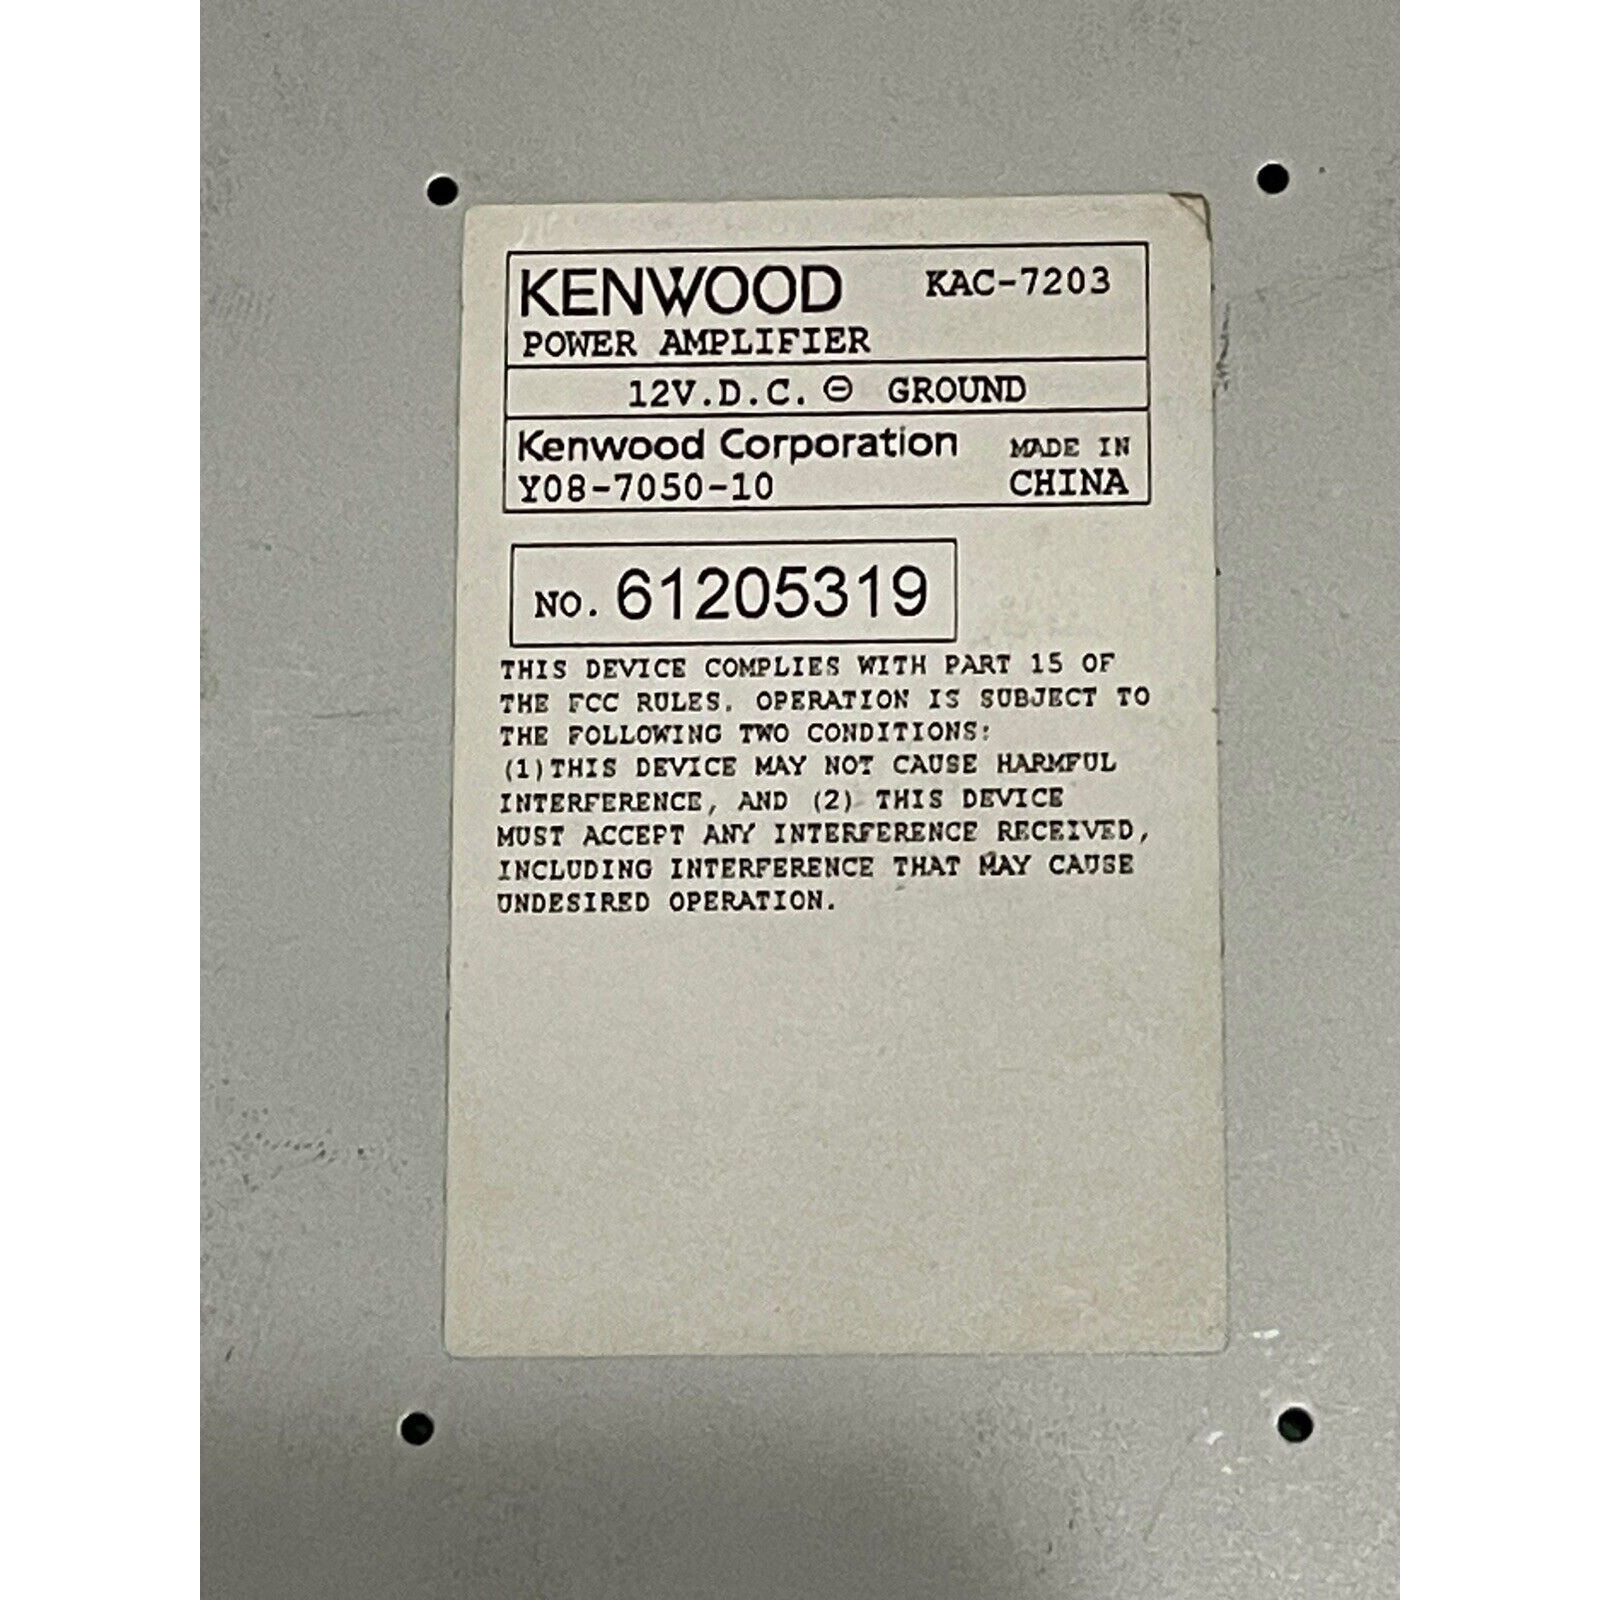 KENWOOD KAC-7203
POWER AMPLIFIER
12V.D.C. ⊖ GROUND
Kenwood Corporation MADE IN
Y08-7050-10 CHINA
NO. 61205319
THIS DEVICE COMPLIES WITH PART 15 OF
THE FCC RULES. OPERATION IS SUBJECT TO
THE FOLLOWING TWO CONDITIONS:
(1)THIS DEVICE MAY NOT CAUSE HARMFUL
INTERFERENCE, AND (2) THIS DEVICE
MUST ACCEPT ANY INTERFERENCE RECEIVED,
INCLUDING INTERFERENCE THAT MAY CAUSE
UNDESIRED OPERATION.